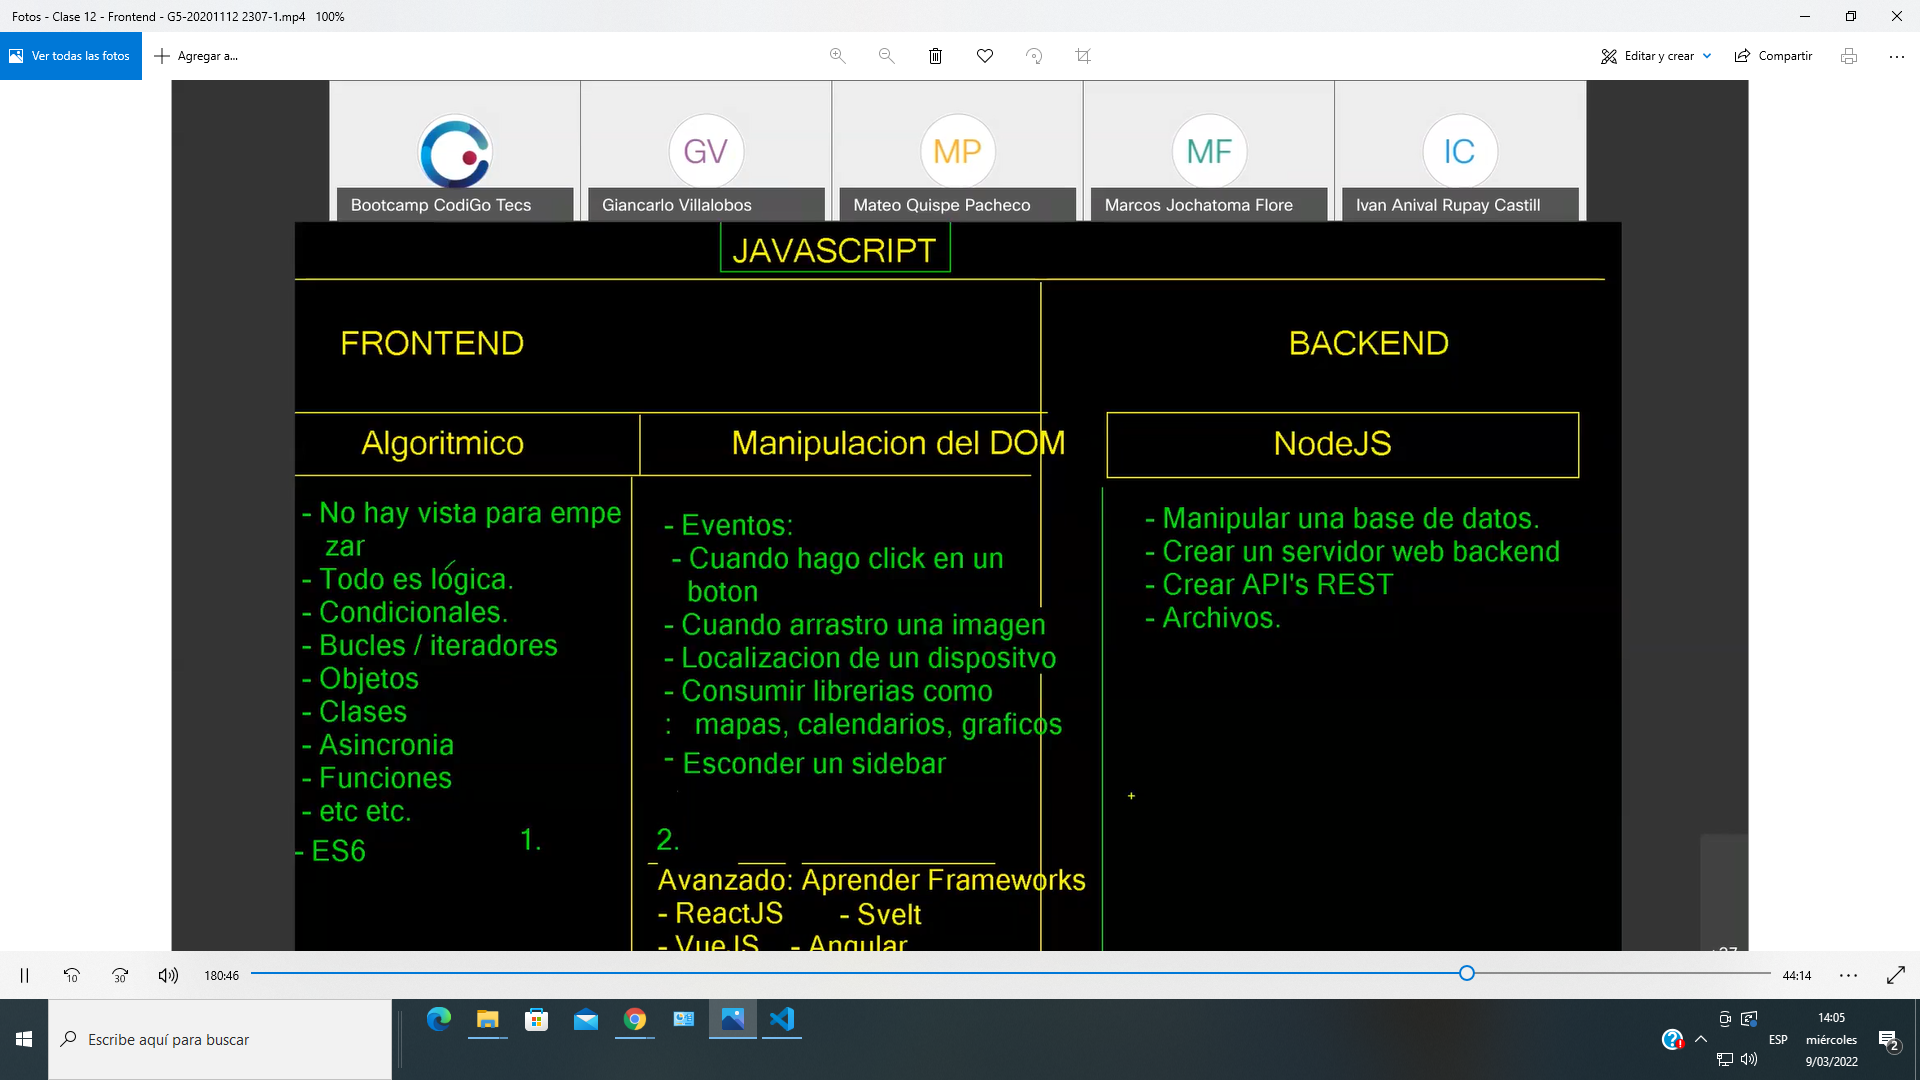 Fotos - Clase 12 - Frontend - G5-20201112 2307-1.mp4 100%
Ver todas las fotos
Agregar a...
Editar y crear
Compartir
GV
MP
MF
IC
Bootcamp CodiGo Tecs
Giancarlo Villalobos
Mateo Quispe Pacheco
Marcos Jochatoma Flore
Ivan Anival Rupay Castill
JAVASCRIPT
FRONTEND
BACKEND
Algoritmico
Manipulacion del DOM
NodeJS
- No hay vista para empe
zar
- Todo es lógica.
- Condicionales.
- Bucles / iteradores
- Objetos
- Clases
- Asincronia
- Funciones
- etc etc.
- ES6
1.
- Eventos:
- Cuando hago click en un
boton
- Cuando arrastro una imagen
- Localizacion de un dispositvo
- Consumir librerias como
: mapas, calendarios, graficos
- Esconder un sidebar
2.
Avanzado: Aprender Frameworks
- ReactJS - Svelt
- VueJS - Angular
- Manipular una base de datos.
- Crear un servidor web backend
- Crear API's REST
- Archivos.
10
30
180:46
44:14
Escribe aquí para buscar
ESP
14:05
miércoles
9/03/2022
2